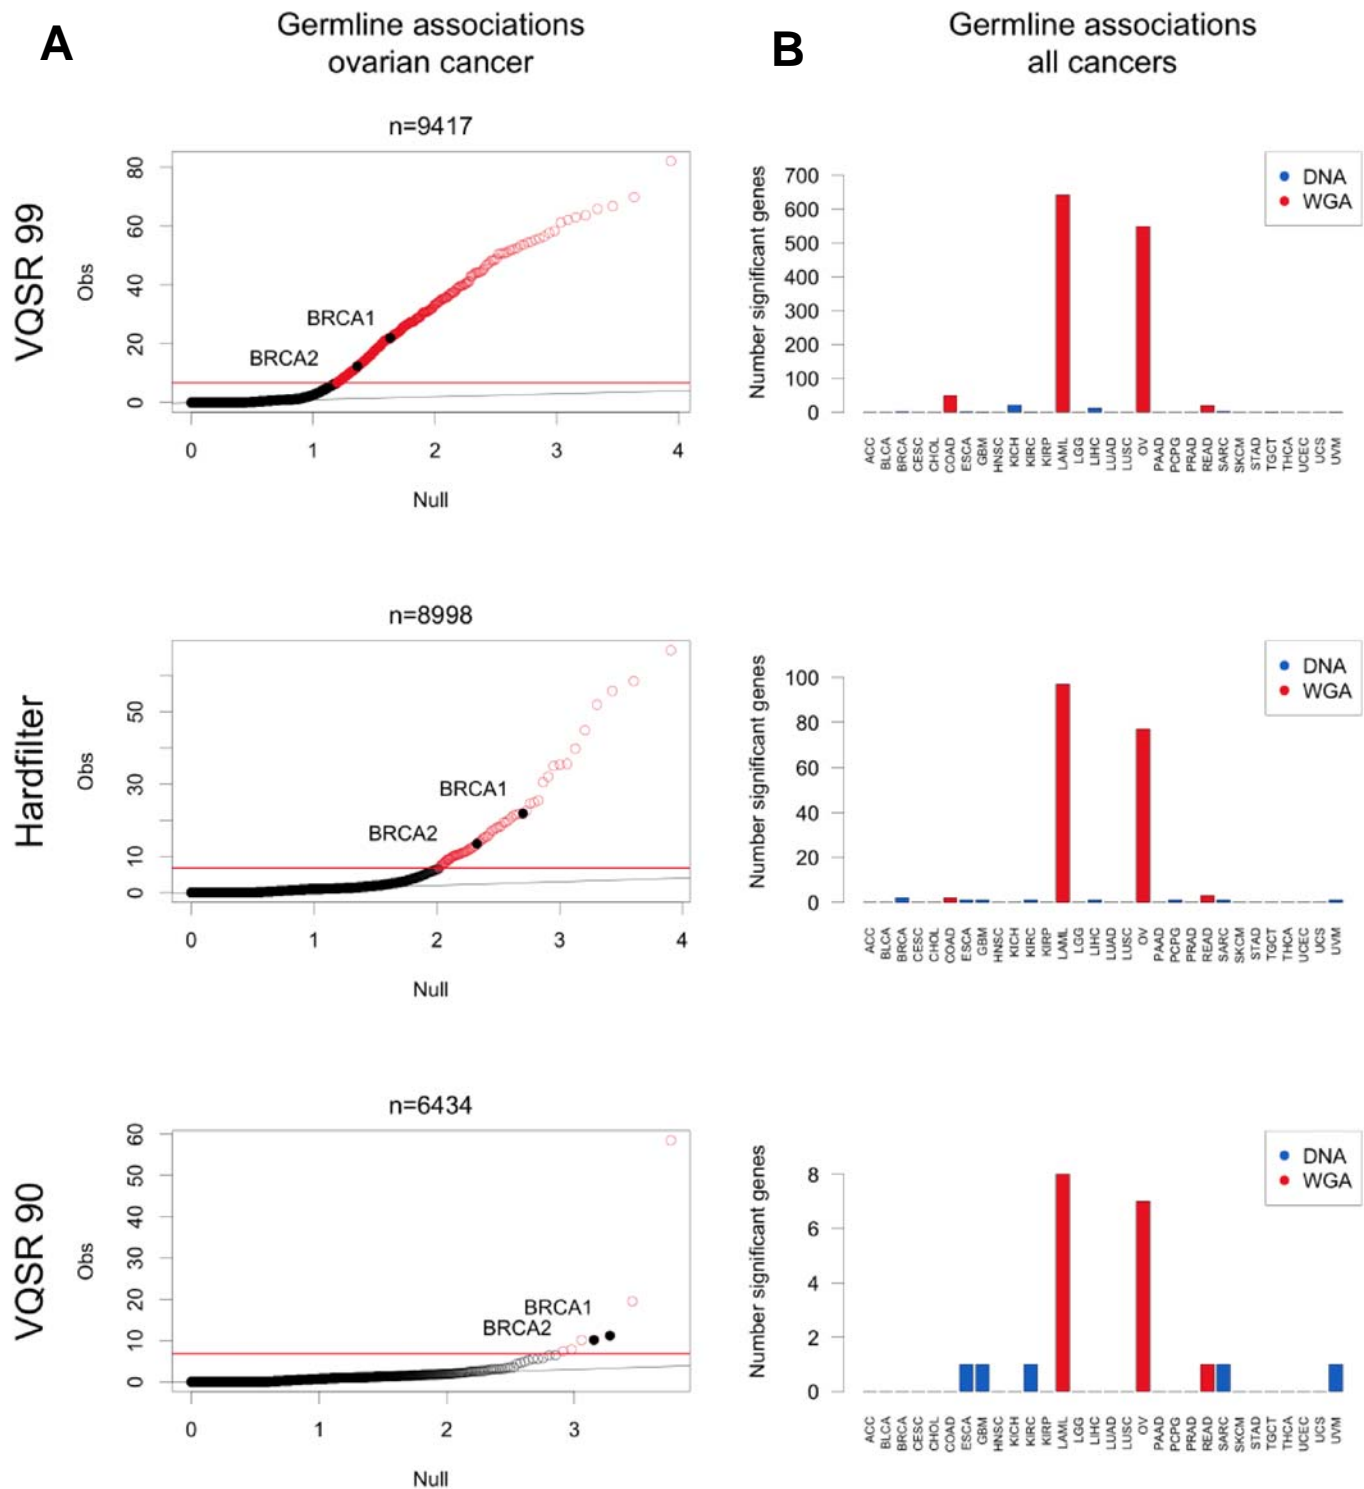 A
Germline associations
ovarian cancer
B
Germline associations
all cancers
VQSR 99
n=9417
Obs
80
60
40
20
0
BRCA1
BRCA2
0 1 2 3 4
Null
Number significant genes
700
600
500
400
300
200
100
0
DNA
WGA
ACC BLCA BRCA CESC CHOL COAD ESCA GBM HNSC KICH KIRC KIRP LAML LGG LIHC LUAD LUSC OV PAAD PCPG PRAD READ SARC SKCM STAD TGCT THCA UCEC UCS UVM
Hardfilter
n=8998
Obs
50
30
10
0
BRCA1
BRCA2
0 1 2 3 4
Null
Number significant genes
100
80
60
40
20
0
DNA
WGA
ACC BLCA BRCA CESC CHOL COAD ESCA GBM HNSC KICH KIRC KIRP LAML LGG LIHC LUAD LUSC OV PAAD PCPG PRAD READ SARC SKCM STAD TGCT THCA UCEC UCS UVM
VQSR 90
n=6434
Obs
60
50
40
30
20
10
0
BRCA1
BRCA2
0 1 2 3
Null
Number significant genes
8
6
4
2
0
DNA
WGA
ACC BLCA BRCA CESC CHOL COAD ESCA GBM HNSC KICH KIRC KIRP LAML LGG LIHC LUAD LUSC OV PAAD PCPG PRAD READ SARC SKCM STAD TGCT THCA UCEC UCS UVM